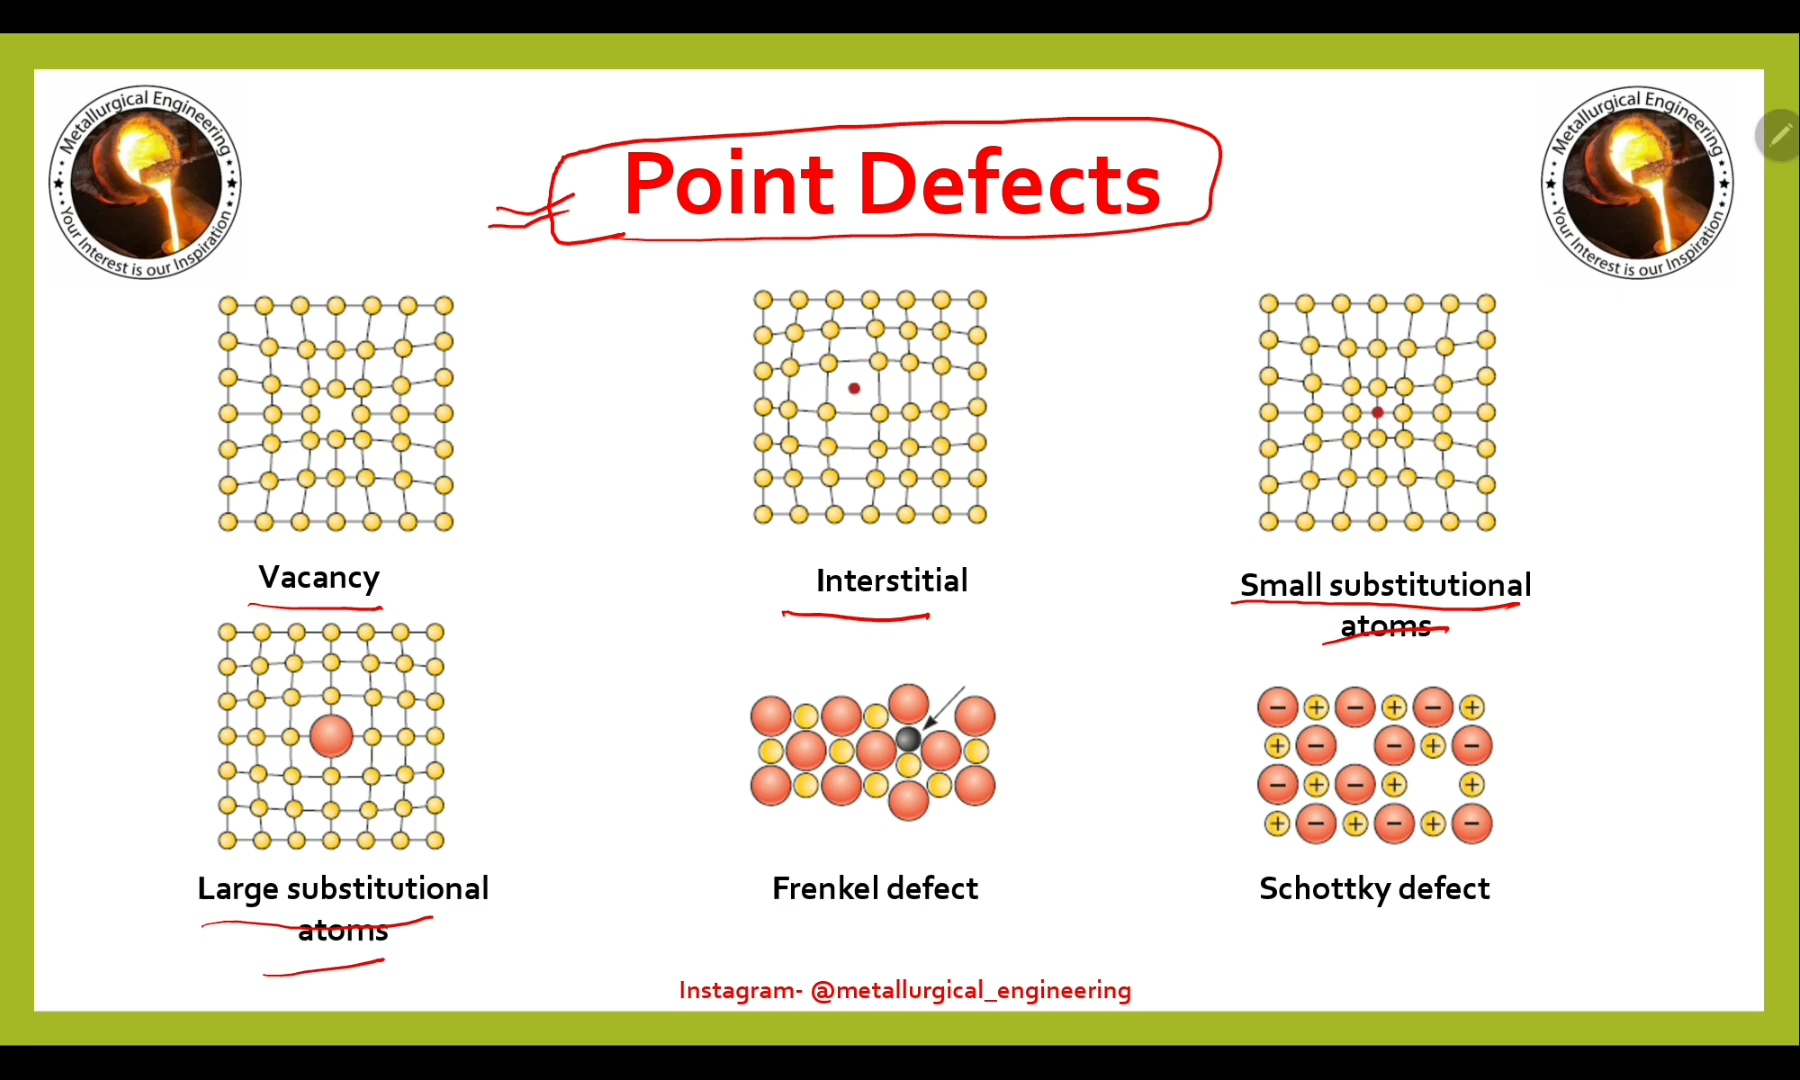 Metallurgical Engineering
Your Interest is our Inspiration
Point Defects
Metallurgical Engineering
Your Interest is our Inspiration
Vacancy
Interstitial
Small substitutional
atoms
Large substitutional
atoms
Frenkel defect
− + − + − +
+ − − + −
− + − + +
+ − + − + −
Schottky defect
Instagram- @metallurgical_engineering